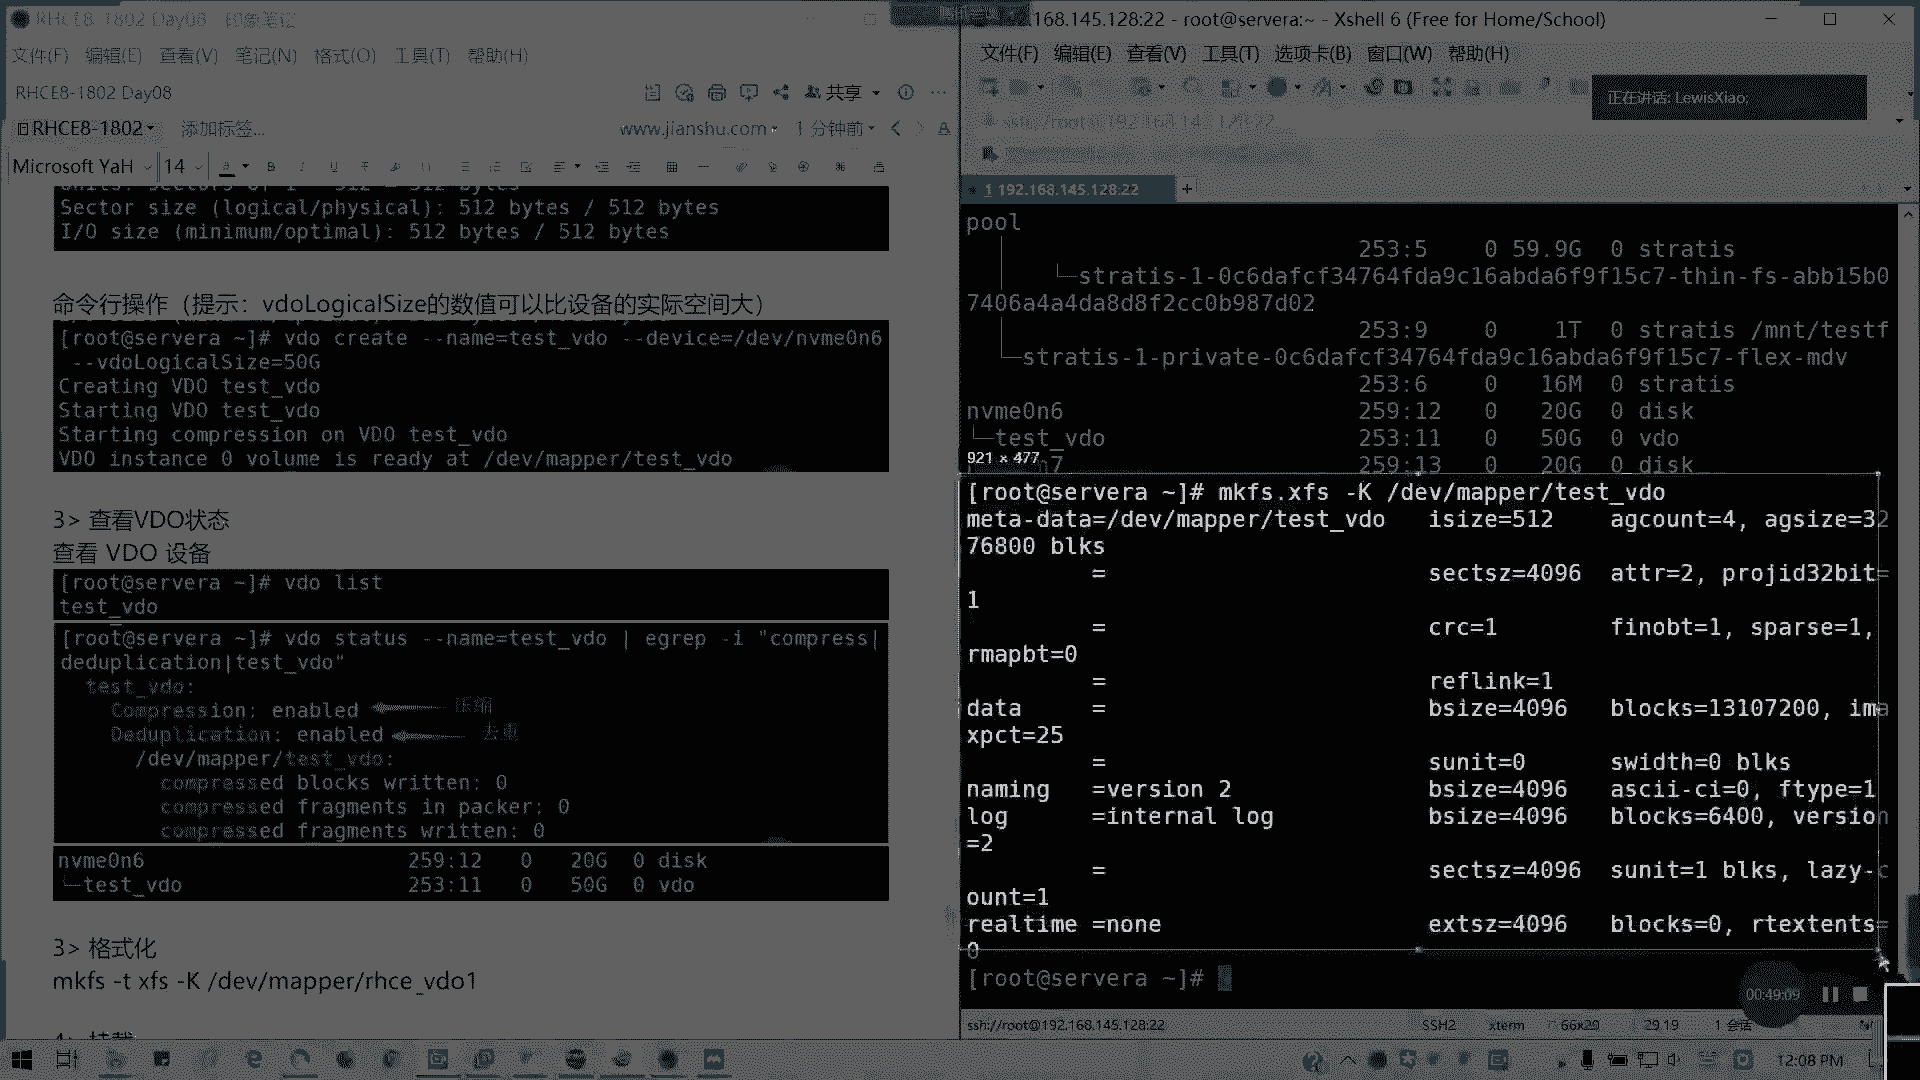 RHCE8-1802 Day08 - 印象笔记
文件(F) 编辑(E) 查看(V) 笔记(N) 格式(O) 工具(T) 帮助(H)
RHCE8-1802 Day08
共享
RHCE8-1802 添加标签...
www.jianshu.com 1 分钟前
Microsoft YaH 14
Sector size (logical/physical): 512 bytes / 512 bytes
I/O size (minimum/optimal): 512 bytes / 512 bytes
命令行操作（提示：vdoLogicalSize的数值可以比设备的实际空间大）
[root@servera ~]# vdo create --name=test_vdo --device=/dev/nvme0n6
--vdoLogicalSize=50G
Creating VDO test_vdo
Starting VDO test_vdo
Starting compression on VDO test_vdo
VDO instance 0 volume is ready at /dev/mapper/test_vdo
3> 查看VDO状态
查看 VDO 设备
[root@servera ~]# vdo list
test_vdo
[root@servera ~]# vdo status --name=test_vdo | egrep -i "compress|
deduplication|test_vdo"
test_vdo:
Compression: enabled 压缩
Deduplication: enabled 去重
/dev/mapper/test_vdo:
compressed blocks written: 0
compressed fragments in packer: 0
compressed fragments written: 0
nvme0n6 259:12 0 20G 0 disk
└─test_vdo 253:11 0 50G 0 vdo
3> 格式化
mkfs -t xfs -K /dev/mapper/rhce_vdo1
.168.145.128:22 - root@servera:~ - Xshell 6 (Free for Home/School)
文件(F) 编辑(E) 查看(V) 工具(T) 选项卡(B) 窗口(W) 帮助(H)
正在讲话: LewisXiao;
1 192.168.145.128:22 +
pool
253:5 0 59.9G 0 stratis
└─stratis-1-0c6dafcf34764fda9c16abda6f9f15c7-thin-fs-abb15b0
7406a4a4da8d8f2cc0b987d02
253:9 0 1T 0 stratis /mnt/testf
└─stratis-1-private-0c6dafcf34764fda9c16abda6f9f15c7-flex-mdv
253:6 0 16M 0 stratis
nvme0n6 259:12 0 20G 0 disk
└─test_vdo 253:11 0 50G 0 vdo
921 × 477
259:13 0 20G 0 disk
[root@servera ~]# mkfs.xfs -K /dev/mapper/test_vdo
meta-data=/dev/mapper/test_vdo isize=512 agcount=4, agsize=32
76800 blks
= sectsz=4096 attr=2, projid32bit=
1
= crc=1 finobt=1, sparse=1,
rmapbt=0
= reflink=1
data = bsize=4096 blocks=13107200, ima
xpct=25
= sunit=0 swidth=0 blks
naming =version 2 bsize=4096 ascii-ci=0, ftype=1
log =internal log bsize=4096 blocks=6400, version
=2
= sectsz=4096 sunit=1 blks, lazy-c
ount=1
realtime =none extsz=4096 blocks=0, rtextents=
0
[root@servera ~]#
00:49:09
ssh://root@192.168.145.128:22 SSH2 xterm 66x29 29,19 1 会话
12:08 PM